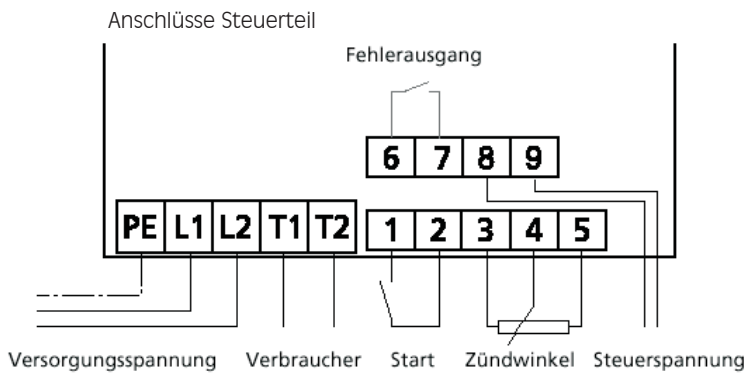 Anschlüsse Steuerteil
Fehlerausgang
6 7 8 9
PE L1 L2 T1 T2 1 2 3 4 5
Versorgungsspannung Verbraucher Start Zündwinkel Steuerspannung